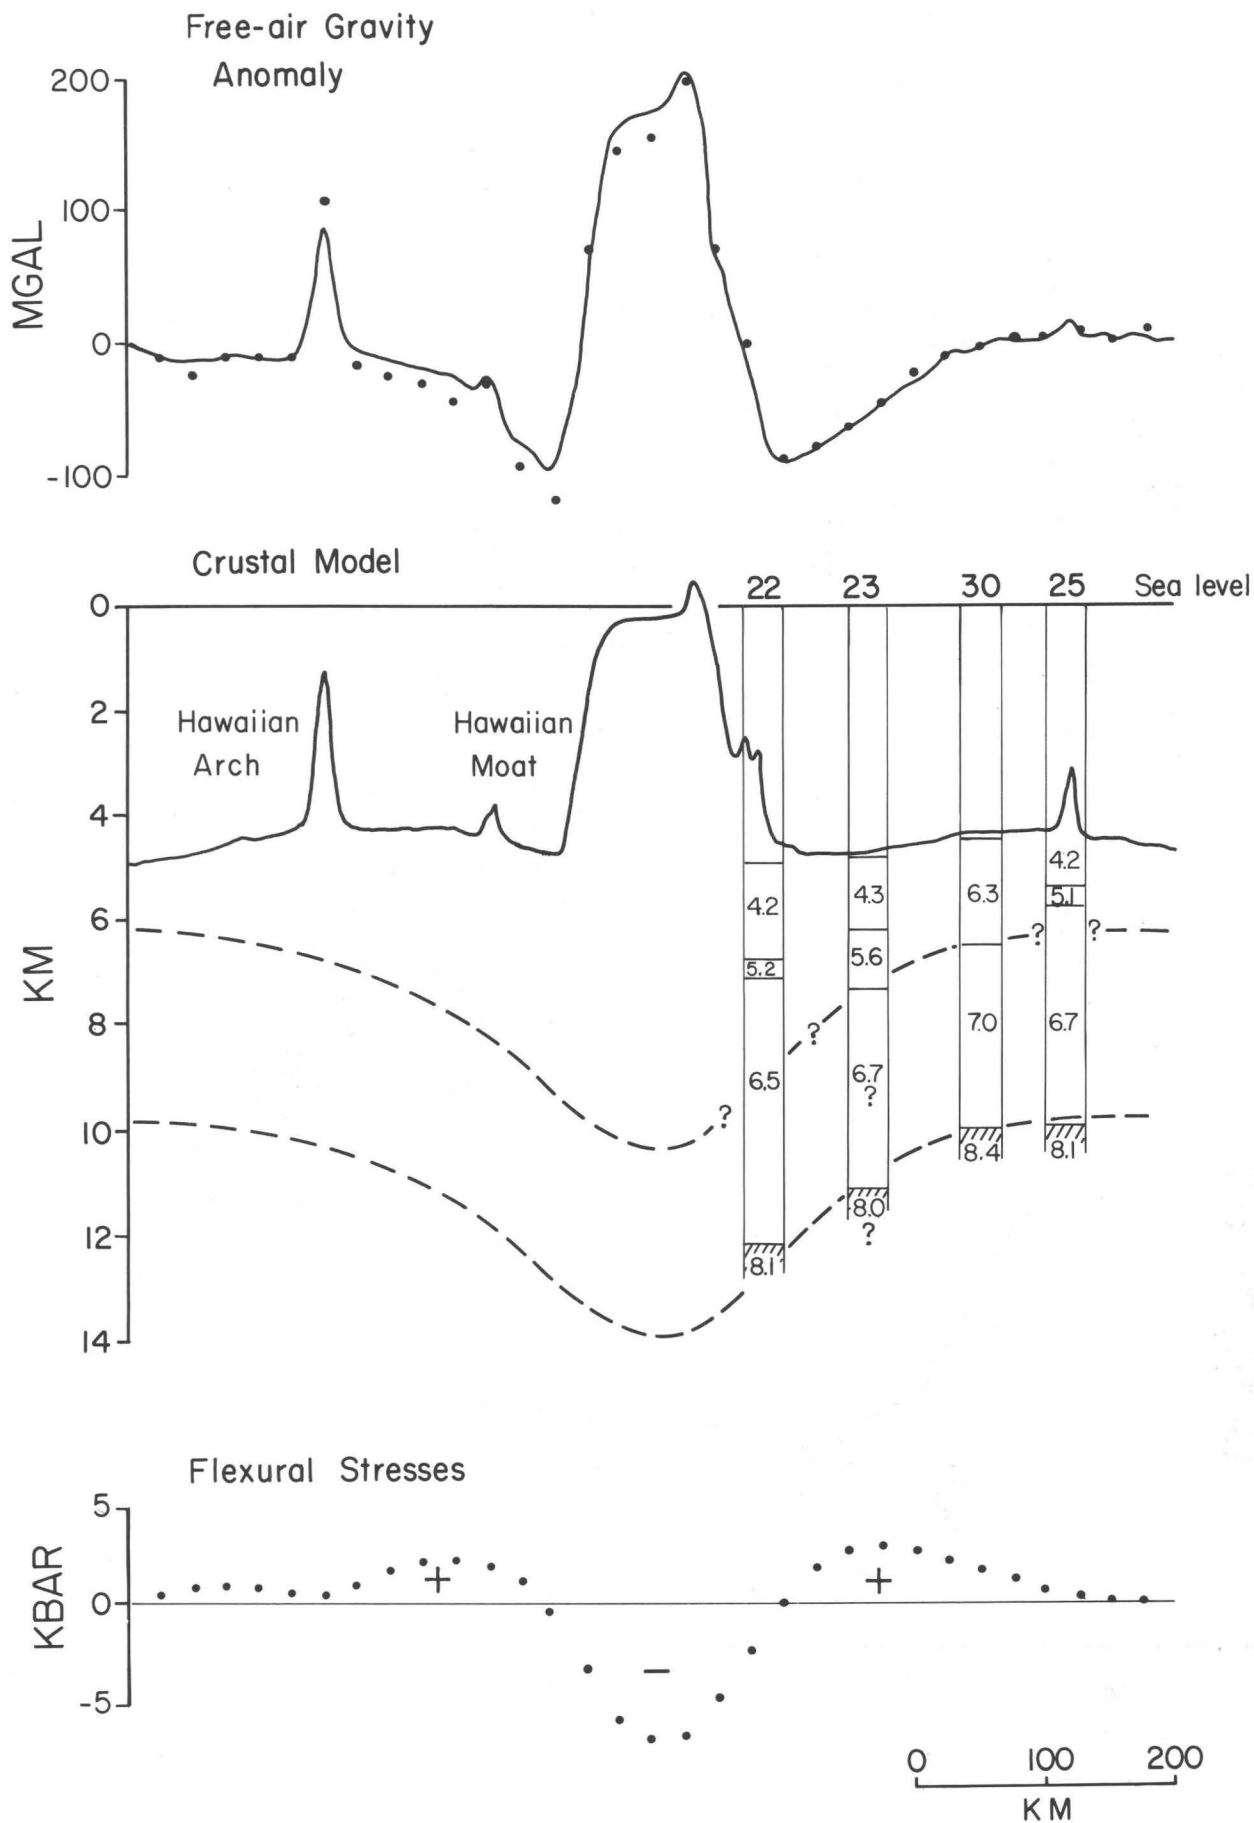 Free-air Gravity
Anomaly
200
100
MGAL
0
-100
Crustal Model
22 23 30 25 Sea level
0
2
Hawaiian
Arch
Hawaiian
Moat
4
4.2
4.2 4.3 6.3
5.1
6
? ?
KM
5.2 5.6
8
7.0 6.7
?
6.5 6.7
?
?
10
8.4 8.1
8.0
?
12
8.1
14
Flexural Stresses
5
+ +
KBAR
0
–
-5
0 100 200
KM